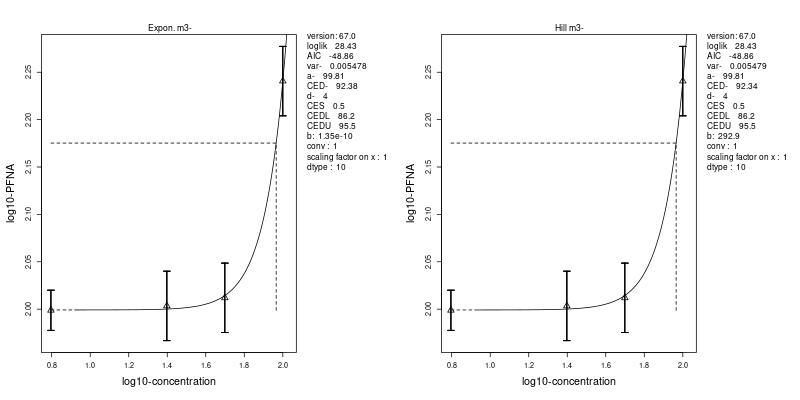 Expon. m3-
version: 67.0
loglik 28.43
AIC -48.86
var- 0.005478
a- 99.81
CED- 92.38
d- 4
CES 0.5
CEDL 86.2
CEDU 95.5
b: 1.35e-10
conv : 1
scaling factor on x : 1
dtype : 10
log10-PFNA
2.25
2.20
2.15
2.10
2.05
2.00
0.8 1.0 1.2 1.4 1.6 1.8 2.0
log10-concentration
Hill m3-
version: 67.0
loglik 28.43
AIC -48.86
var- 0.005479
a- 99.81
CED- 92.34
d- 4
CES 0.5
CEDL 86.2
CEDU 95.5
b: 292.9
conv : 1
scaling factor on x : 1
dtype : 10
log10-PFNA
2.25
2.20
2.15
2.10
2.05
2.00
0.8 1.0 1.2 1.4 1.6 1.8 2.0
log10-concentration